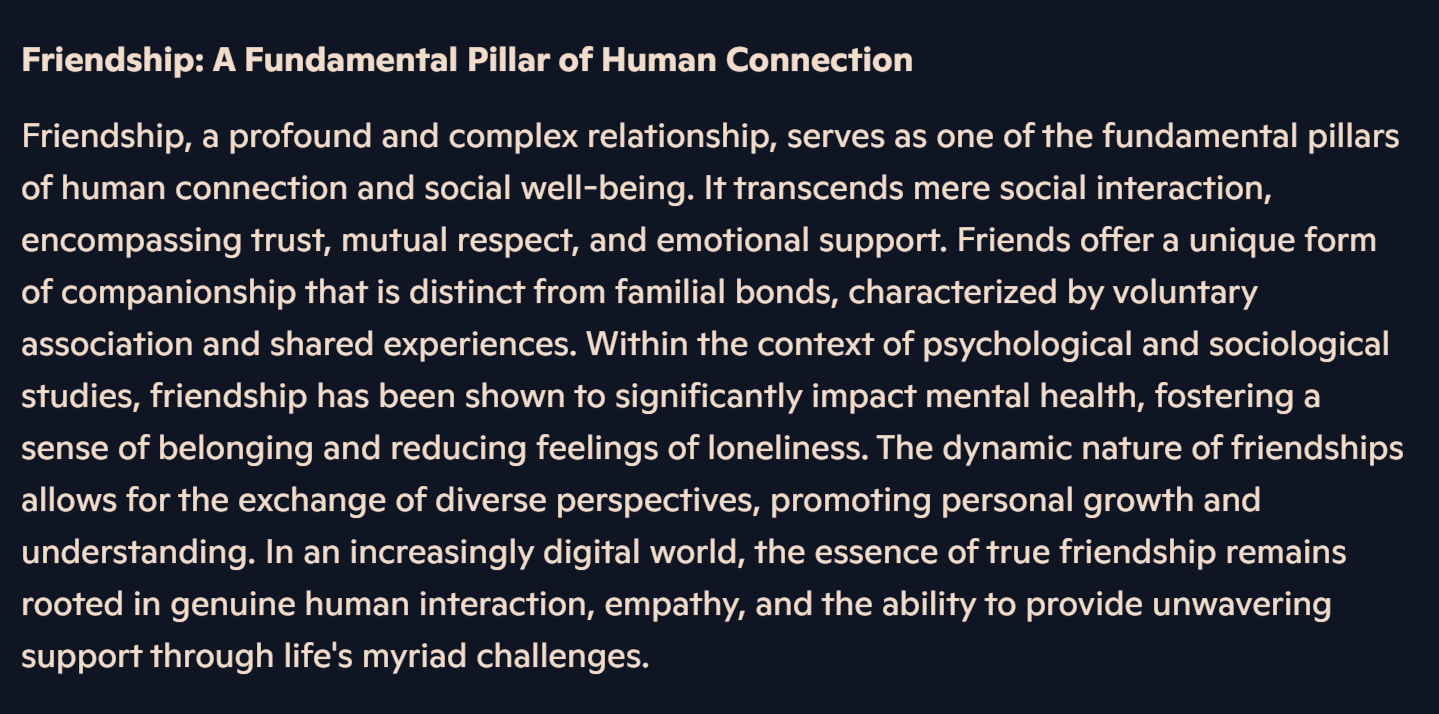 Friendship: A Fundamental Pillar of Human Connection
Friendship, a profound and complex relationship, serves as one of the fundamental pillars
of human connection and social well-being. It transcends mere social interaction,
encompassing trust, mutual respect, and emotional support. Friends offer a unique form
of companionship that is distinct from familial bonds, characterized by voluntary
association and shared experiences. Within the context of psychological and sociological
studies, friendship has been shown to significantly impact mental health, fostering a
sense of belonging and reducing feelings of loneliness. The dynamic nature of friendships
allows for the exchange of diverse perspectives, promoting personal growth and
understanding. In an increasingly digital world, the essence of true friendship remains
rooted in genuine human interaction, empathy, and the ability to provide unwavering
support through life's myriad challenges.